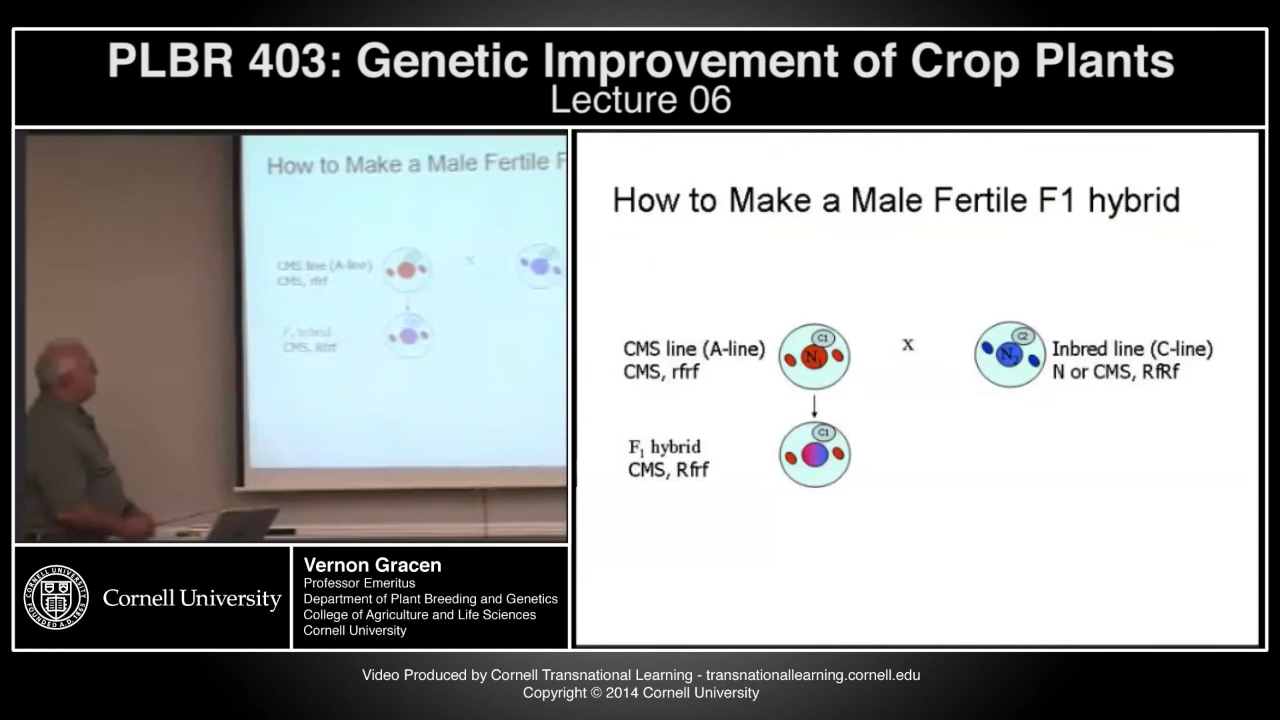 PLBR 403: Genetic Improvement of Crop Plants
Lecture 06
How to Make a Male Fertile F
CMS line (A-line)
CMS, rfrf
x
F₁ hybrid
CMS, Rfrf
How to Make a Male Fertile F1 hybrid
CMS line (A-line)
CMS, rfrf
C1
N₁
x
C2
N₂
Inbred line (C-line)
N or CMS, RfRf
F₁ hybrid
CMS, Rfrf
C1
Cornell University
Vernon Gracen
Professor Emeritus
Department of Plant Breeding and Genetics
College of Agriculture and Life Sciences
Cornell University
Video Produced by Cornell Transnational Learning - transnationallearning.cornell.edu
Copyright © 2014 Cornell University